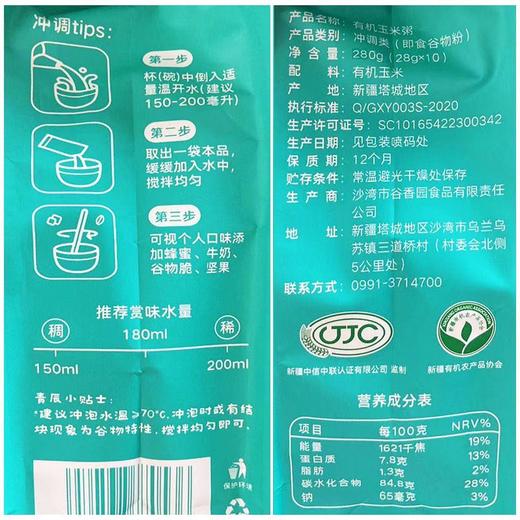 冲调tips:
第一步
杯(碗)中倒入适
量温开水(建议
150-200毫升)
第二步
取出一袋本品,
缓缓加入水中,
搅拌均匀
第三步
可视个人口味添
加蜂蜜、牛奶、
谷物脆、坚果
推荐赏味水量
稠 180ml 稀
150ml 200ml
青辰小贴士:
*建议冲泡水温≥70℃,冲泡时或有结
块现象为谷物特性,搅拌均匀即可。
保护环境
产品名称: 有机玉米粥
产品类别: 冲调类(即食谷物粉)
净含量: 280g(28g×10)
配料: 有机玉米
产地: 新疆塔城地区
执行标准: Q/GXY003S-2020
生产许可证号: SC10165422300342
生产日期: 见包装喷码处
保质期: 12个月
贮存条件: 常温避光干燥处保存
生产商: 沙湾市谷香园食品有限责任
公司
地址: 新疆塔城地区沙湾市乌兰乌
苏镇三道桥村(村委会北侧
5公里处)
联系方式: 0991-3714700
UJC
新疆中信中联认证有限公司 监制
新疆有机农产品协会
营养成分表
项目 每100克 NRV%
能量 1621千焦 19%
蛋白质 7.8克 13%
脂肪 1.3克 2%
碳水化合物 84.8克 28%
钠 65毫克 3%